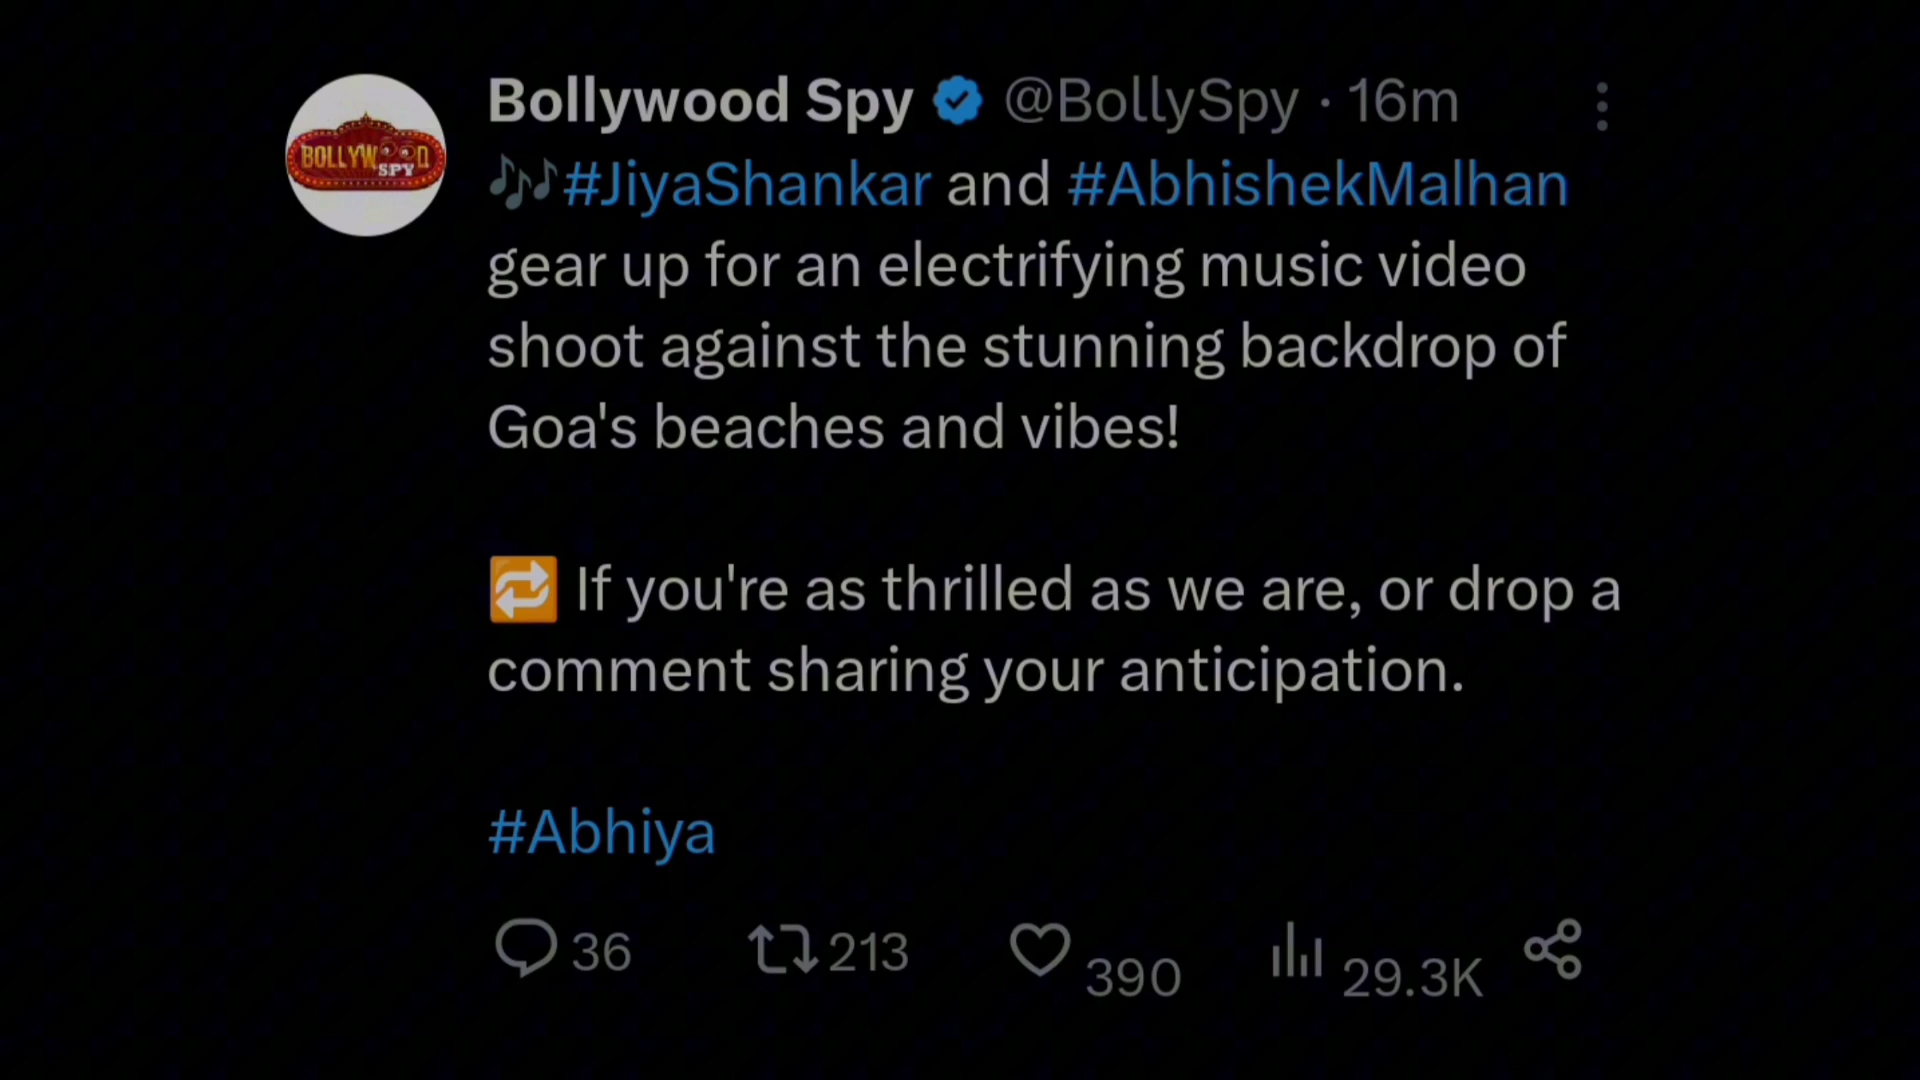 BOLLYWOOD
SPY
Bollywood Spy @BollySpy · 16m
🎶#JiyaShankar and #AbhishekMalhan
gear up for an electrifying music video
shoot against the stunning backdrop of
Goa's beaches and vibes!
🔁 If you're as thrilled as we are, or drop a
comment sharing your anticipation.
#Abhiya
36 213 390 29.3K